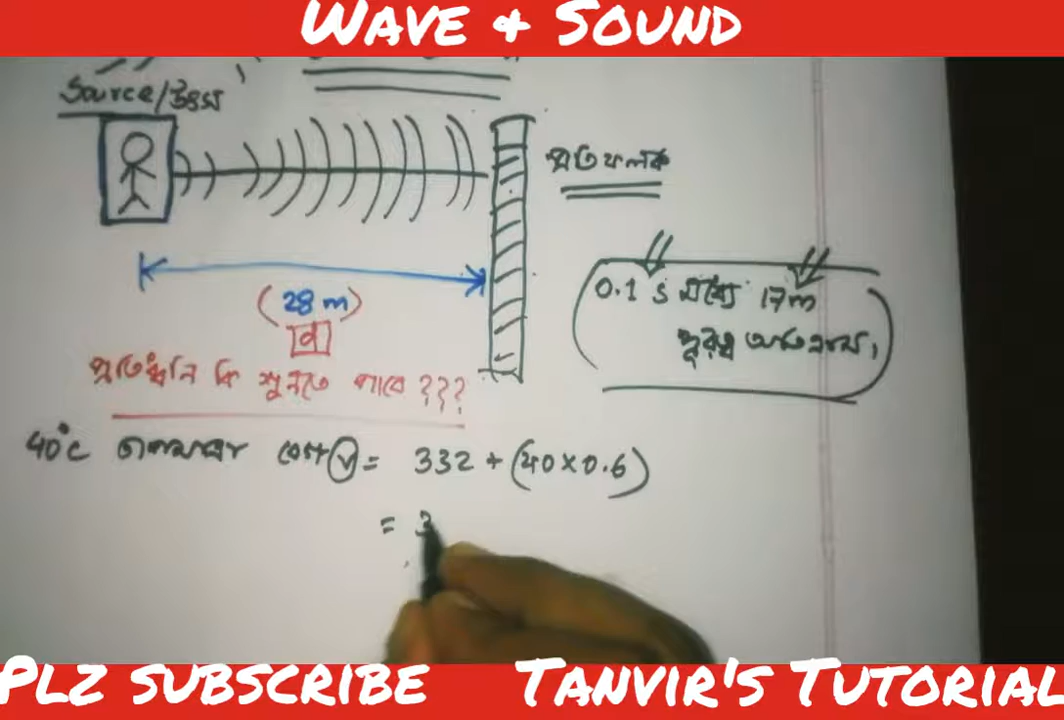 Wave & Sound
Source/উৎস
প্রতিফলক
(28 m)
0.1 s মধ্যে 17m
দূরত্ব অতিক্রম।
প্রতিধ্বনি কি শুনতে পাবে ???
40°C তাপমাত্রায় বেগ v = 332 + (40×0.6)
= 3
Plz subscribe Tanvir's Tutorial